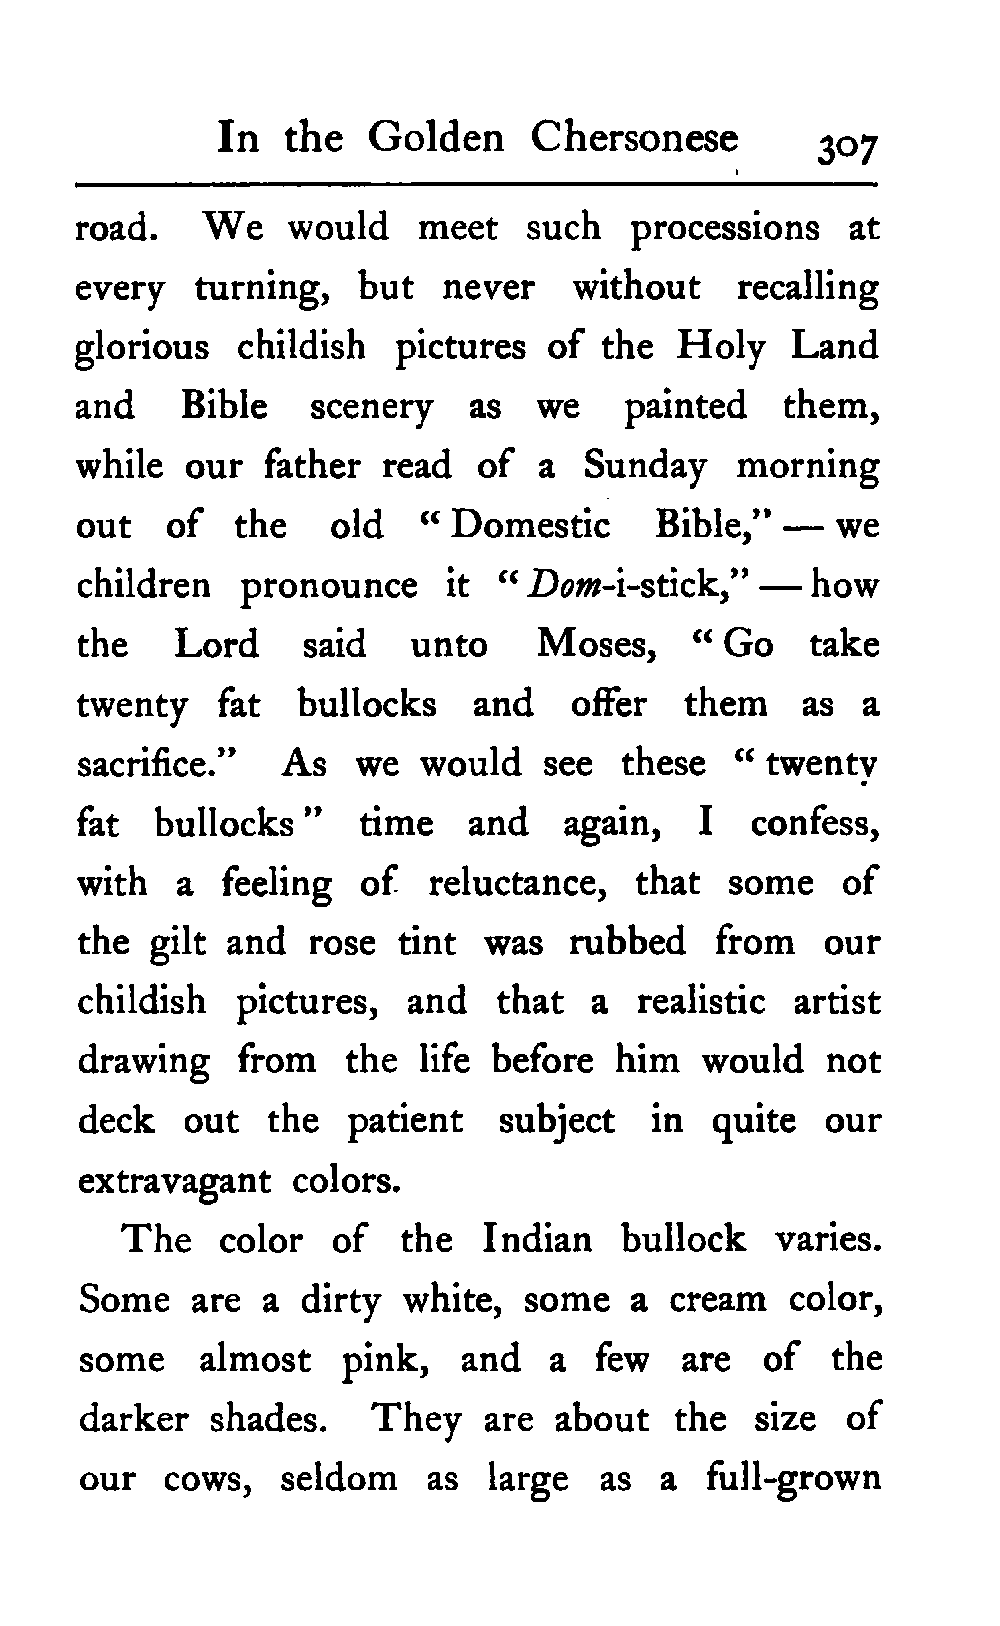 In the Golden Chersonese 307
road. We would meet such processions at
every turning, but never without recalling
glorious childish pictures of the Holy Land
and Bible scenery as we painted them,
while our father read of a Sunday morning
out of the old “Domestic Bible,” — we
children pronounce it “Dom-i-stick,” — how
the Lord said unto Moses, “Go take
twenty fat bullocks and offer them as a
sacrifice.” As we would see these “twenty
fat bullocks” time and again, I confess,
with a feeling of reluctance, that some of
the gilt and rose tint was rubbed from our
childish pictures, and that a realistic artist
drawing from the life before him would not
deck out the patient subject in quite our
extravagant colors.
The color of the Indian bullock varies.
Some are a dirty white, some a cream color,
some almost pink, and a few are of the
darker shades. They are about the size of
our cows, seldom as large as a full-grown